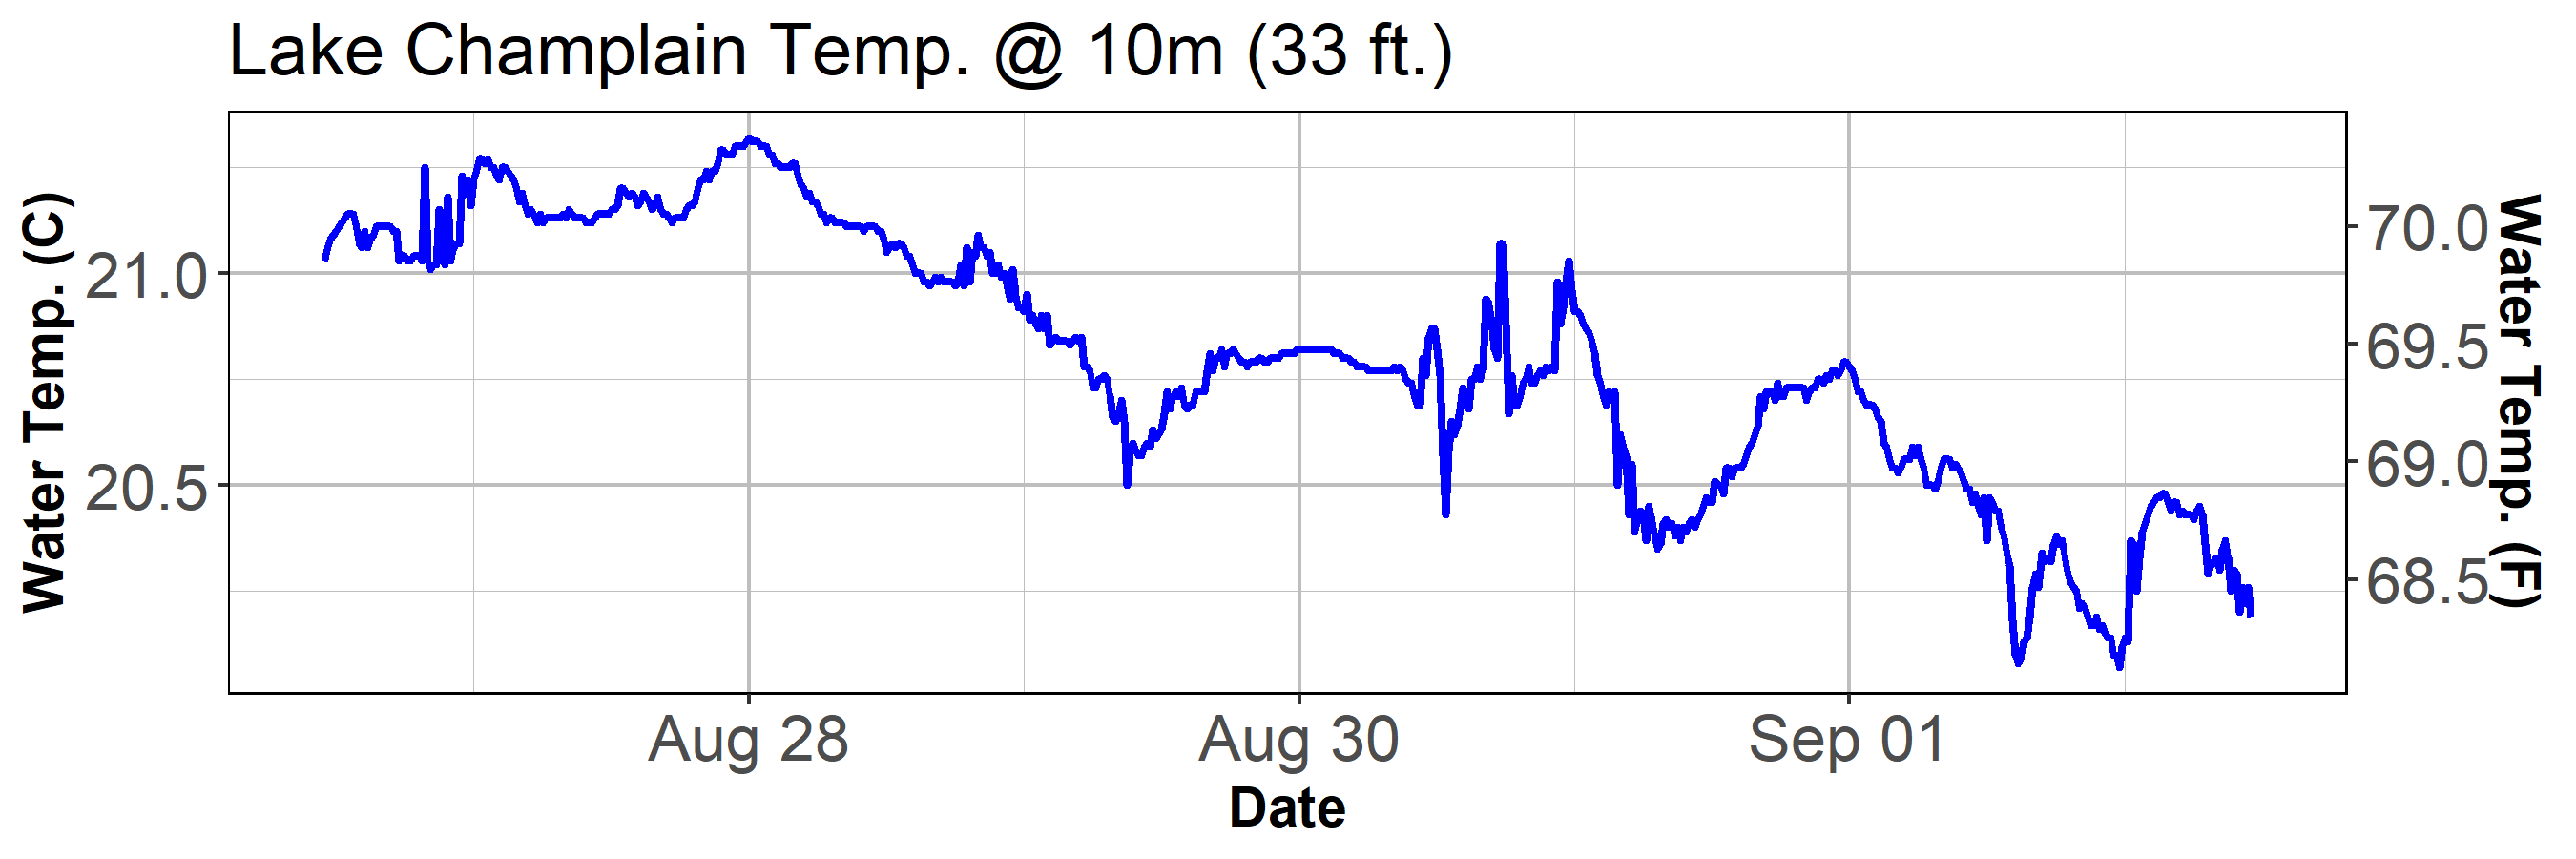 Lake Champlain Temp. @ 10m (33 ft.)
Water Temp. (C)
21.0
20.5
70.0
69.5
69.0
68.5
Water Temp. (F)
Aug 28
Aug 30
Sep 01
Date